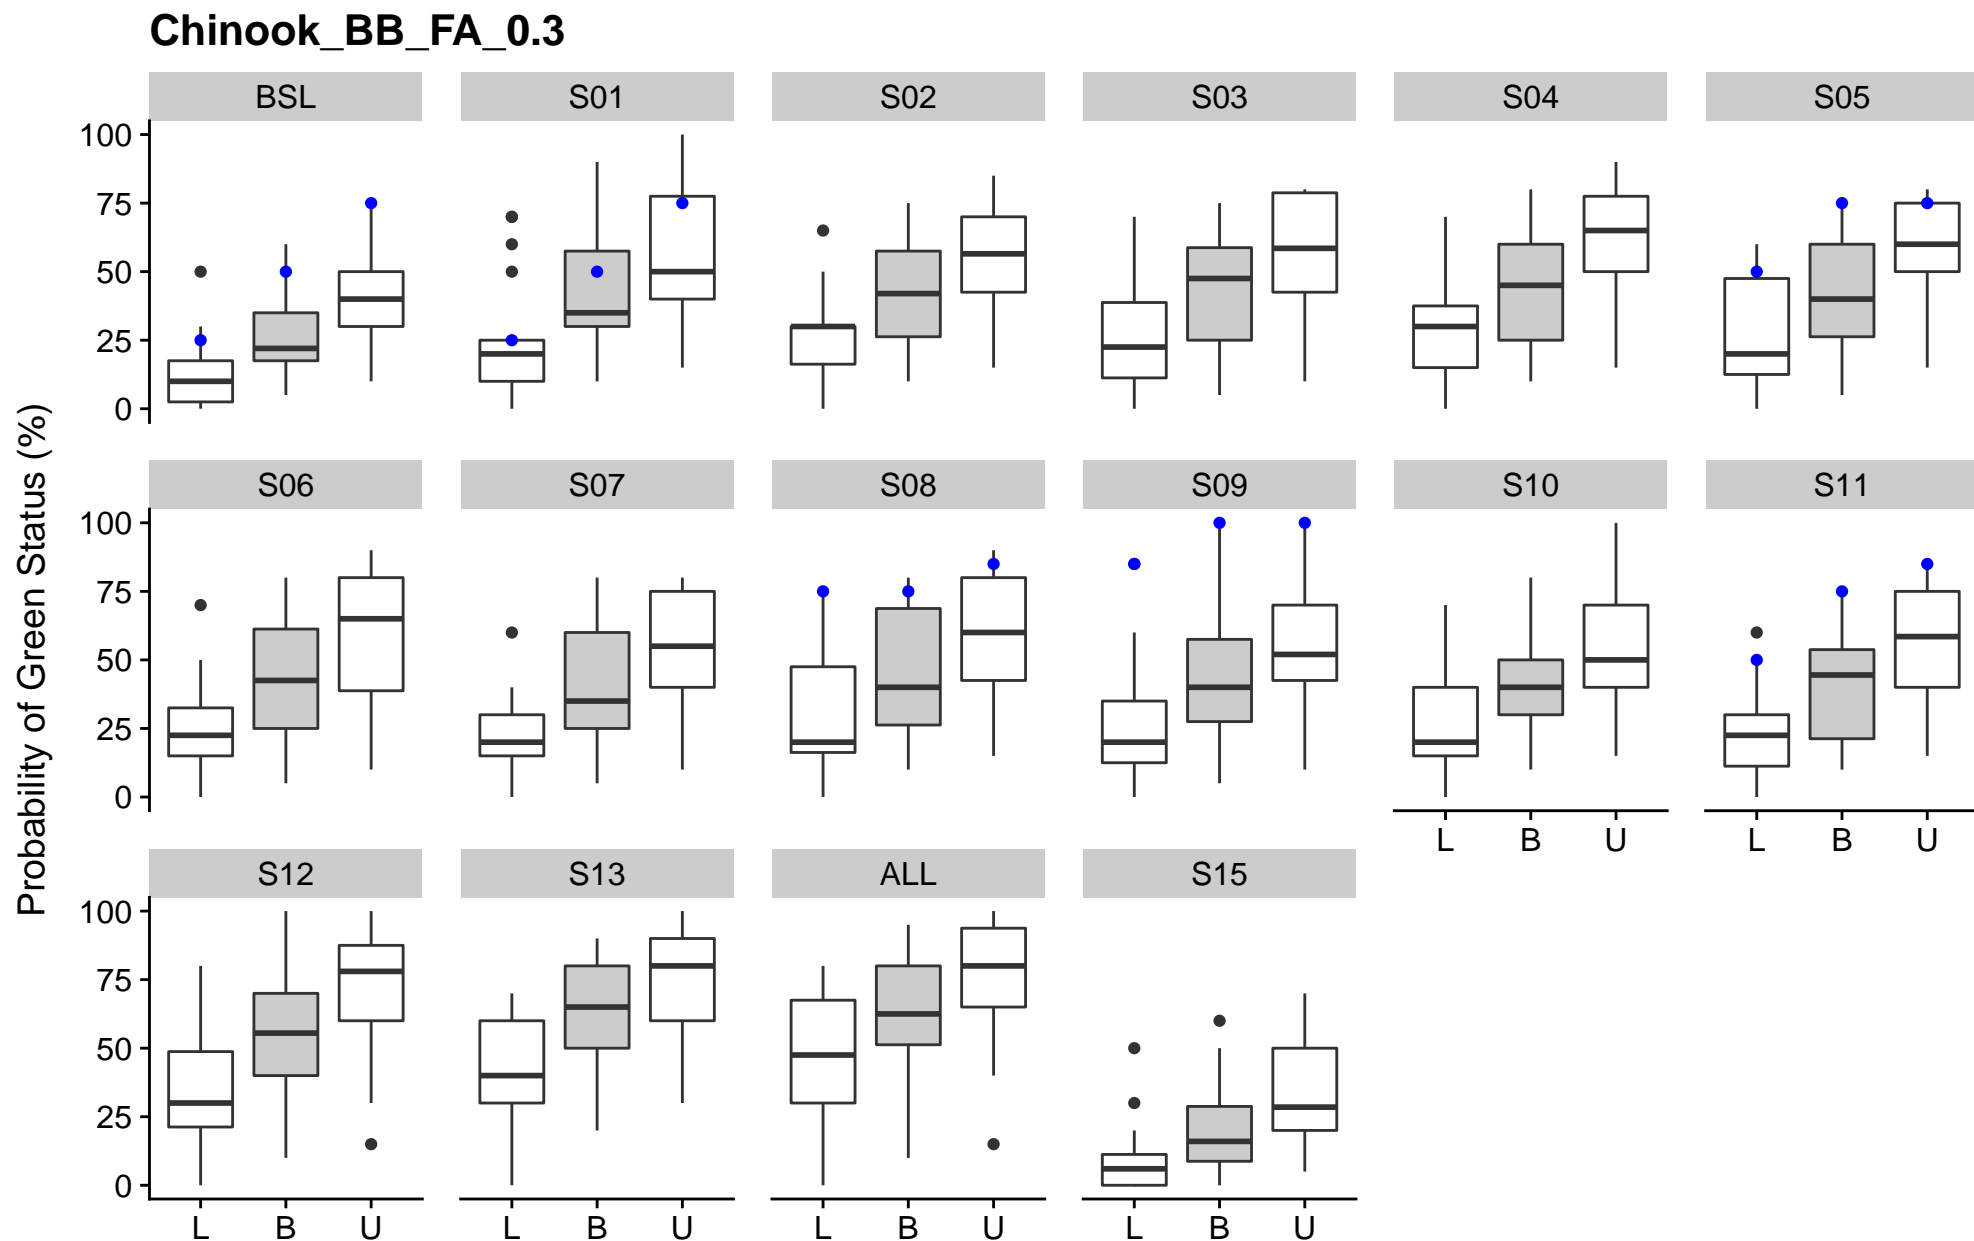 Chinook_BB_FA_0.3
BSL S01 S02 S03 S04 S05
100
75
50
25
0
S06 S07 S08 S09 S10 S11
100
75
50
25
0
L B U L B U
S12 S13 ALL S15
100
75
50
25
0
L B U L B U L B U L B U
Probability of Green Status (%)